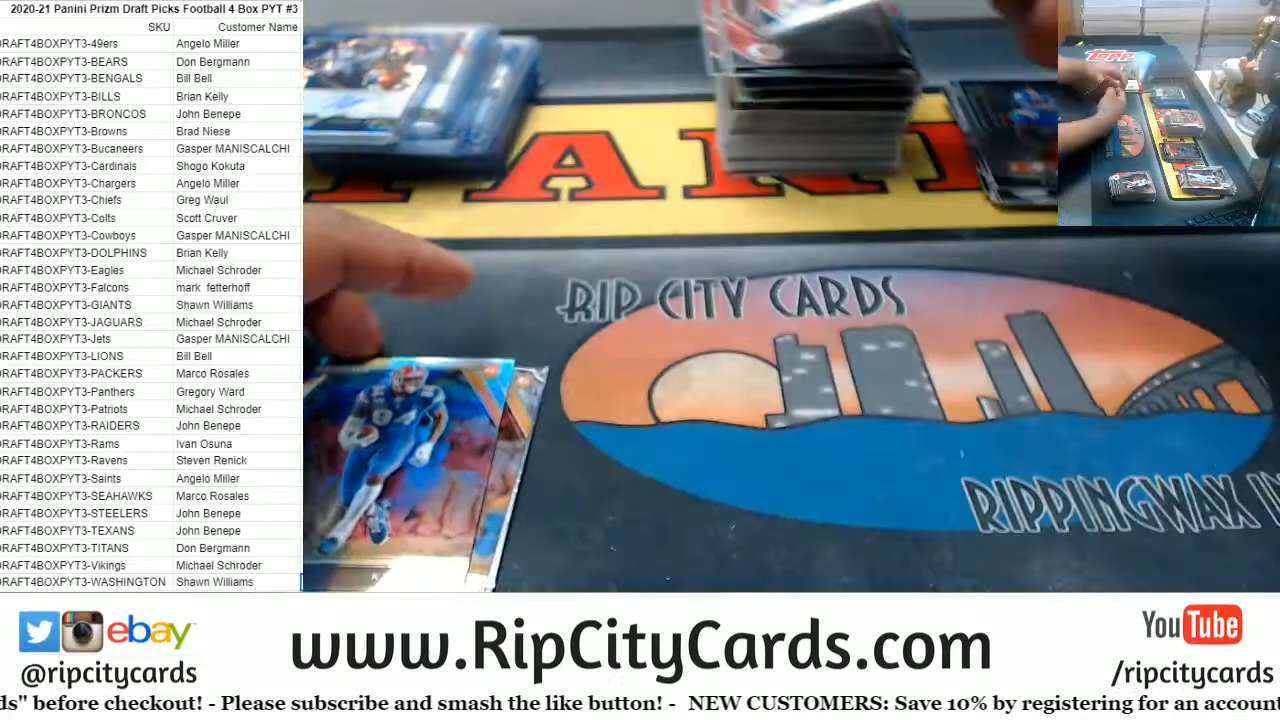 2020-21 Panini Prizm Draft Picks Football 4 Box PYT #3
SKU Customer Name
DRAFT4BOXPYT3-49ers Angelo Miller
DRAFT4BOXPYT3-BEARS Don Bergmann
DRAFT4BOXPYT3-BENGALS Bill Bell
DRAFT4BOXPYT3-BILLS Brian Kelly
DRAFT4BOXPYT3-BRONCOS John Benepe
DRAFT4BOXPYT3-Browns Brad Niese
DRAFT4BOXPYT3-Bucaneers Gasper MANISCALCHI
DRAFT4BOXPYT3-Cardinals Shogo Kokuta
DRAFT4BOXPYT3-Chargers Angelo Miller
DRAFT4BOXPYT3-Chiefs Greg Waul
DRAFT4BOXPYT3-Colts Scott Cruver
DRAFT4BOXPYT3-Cowboys Gasper MANISCALCHI
DRAFT4BOXPYT3-DOLPHINS Brian Kelly
DRAFT4BOXPYT3-Eagles Michael Schroder
DRAFT4BOXPYT3-Falcons mark fetterhoff
DRAFT4BOXPYT3-GIANTS Shawn Williams
DRAFT4BOXPYT3-JAGUARS Michael Schroder
DRAFT4BOXPYT3-Jets Gasper MANISCALCHI
DRAFT4BOXPYT3-LIONS Bill Bell
DRAFT4BOXPYT3-PACKERS Marco Rosales
DRAFT4BOXPYT3-Panthers Gregory Ward
DRAFT4BOXPYT3-Patriots Michael Schroder
DRAFT4BOXPYT3-RAIDERS John Benepe
DRAFT4BOXPYT3-Rams Ivan Osuna
DRAFT4BOXPYT3-Ravens Steven Renick
DRAFT4BOXPYT3-Saints Angelo Miller
DRAFT4BOXPYT3-SEAHAWKS Marco Rosales
DRAFT4BOXPYT3-STEELERS John Benepe
DRAFT4BOXPYT3-TEXANS John Benepe
DRAFT4BOXPYT3-TITANS Don Bergmann
DRAFT4BOXPYT3-Vikings Michael Schroder
DRAFT4BOXPYT3-WASHINGTON Shawn Williams
TOPPS
ANI
RIP CITY CARDS
RIPPINGWAX IN
84
ebay
@ripcitycards
www.RipCityCards.com
YouTube
/ripcitycards
ds" before checkout! - Please subscribe and smash the like button! - NEW CUSTOMERS: Save 10% by registering for an accoun